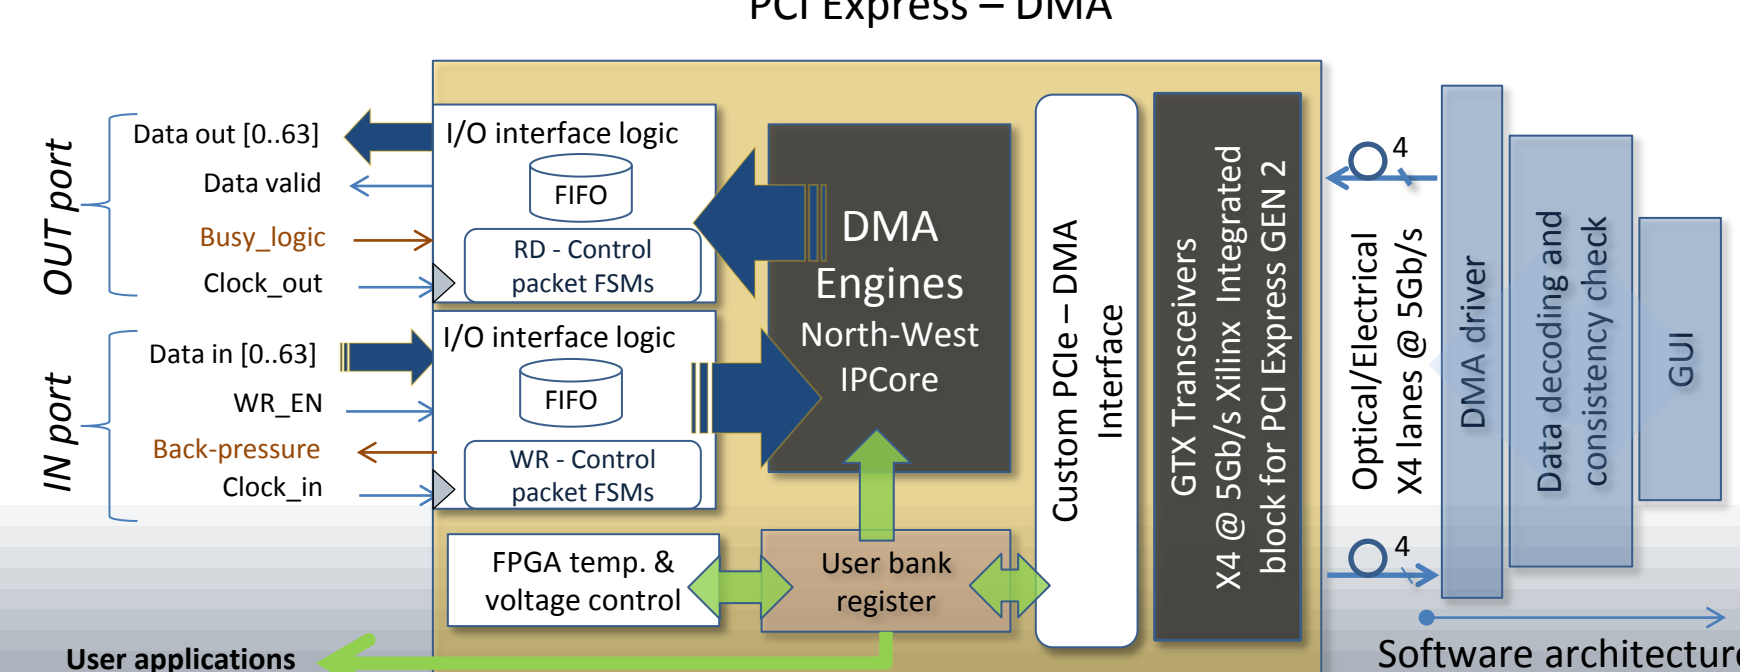 PCI Express – DMA
OUT port
Data out [0..63]
Data valid
Busy_logic
Clock_out
I/O interface logic
FIFO
RD - Control
packet FSMs
IN port
Data in [0..63]
WR_EN
Back-pressure
Clock_in
I/O interface logic
FIFO
WR - Control
packet FSMs
DMA
Engines
North-West
IPCore
FPGA temp. &
voltage control
User bank
register
User applications
Custom PCIe – DMA
Interface
GTX Transceivers
X4 @ 5Gb/s Xilinx Integrated
block for PCI Express GEN 2
4
Optical/Electrical
X4 lanes @ 5Gb/s
4
DMA driver
Data decoding and
consistency check
GUI
Software architecture